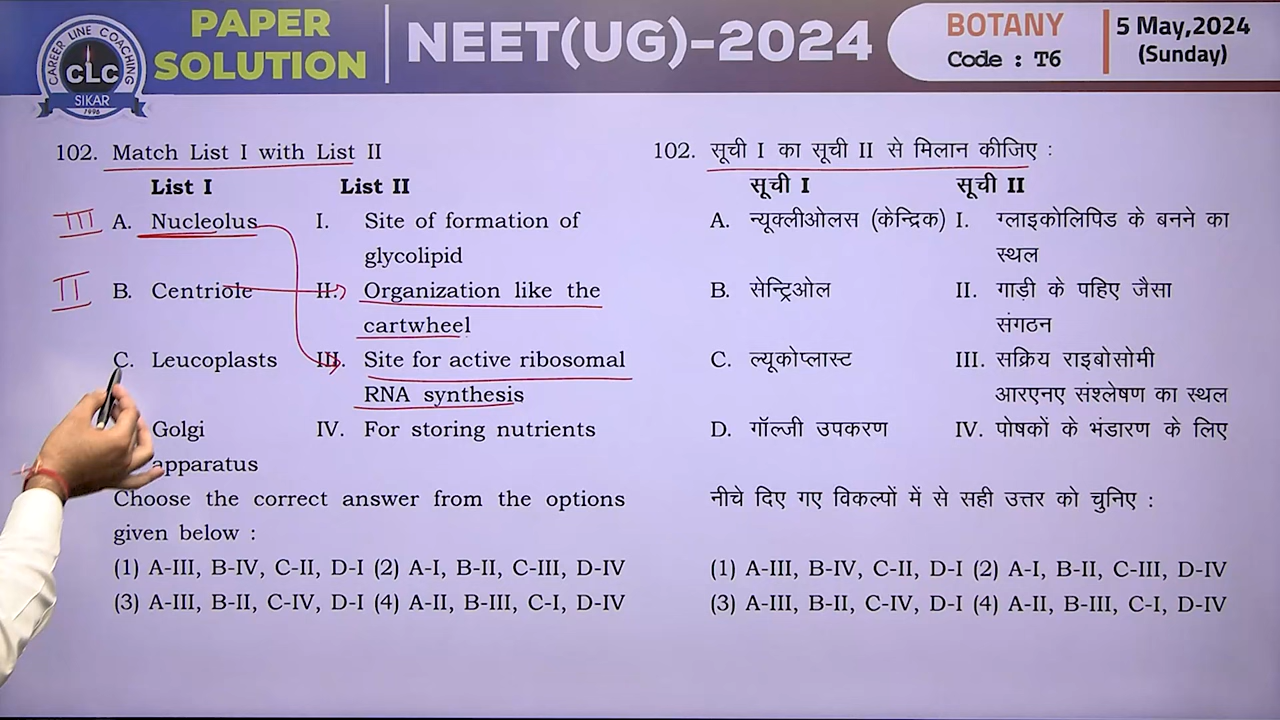 CAREER LINE COACHING
CLC
SIKAR
1996
PAPER
SOLUTION
NEET(UG)-2024
BOTANY
Code : T6
5 May,2024
(Sunday)
102. Match List I with List II
List I List II
III A. Nucleolus I. Site of formation of
glycolipid
II B. Centriole II. Organization like the
cartwheel
C. Leucoplasts III. Site for active ribosomal
RNA synthesis
Golgi IV. For storing nutrients
apparatus
Choose the correct answer from the options
given below :
(1) A-III, B-IV, C-II, D-I (2) A-I, B-II, C-III, D-IV
(3) A-III, B-II, C-IV, D-I (4) A-II, B-III, C-I, D-IV
102. सूची I का सूची II से मिलान कीजिए :
सूची I सूची II
A. न्यूक्लीओलस (केन्द्रिक) I. ग्लाइकोलिपिड के बनने का
स्थल
B. सेन्ट्रिओल II. गाड़ी के पहिए जैसा
संगठन
C. ल्यूकोप्लास्ट III. सक्रिय राइबोसोमी
आरएनए संश्लेषण का स्थल
D. गॉल्जी उपकरण IV. पोषकों के भंडारण के लिए
नीचे दिए गए विकल्पों में से सही उत्तर को चुनिए :
(1) A-III, B-IV, C-II, D-I (2) A-I, B-II, C-III, D-IV
(3) A-III, B-II, C-IV, D-I (4) A-II, B-III, C-I, D-IV